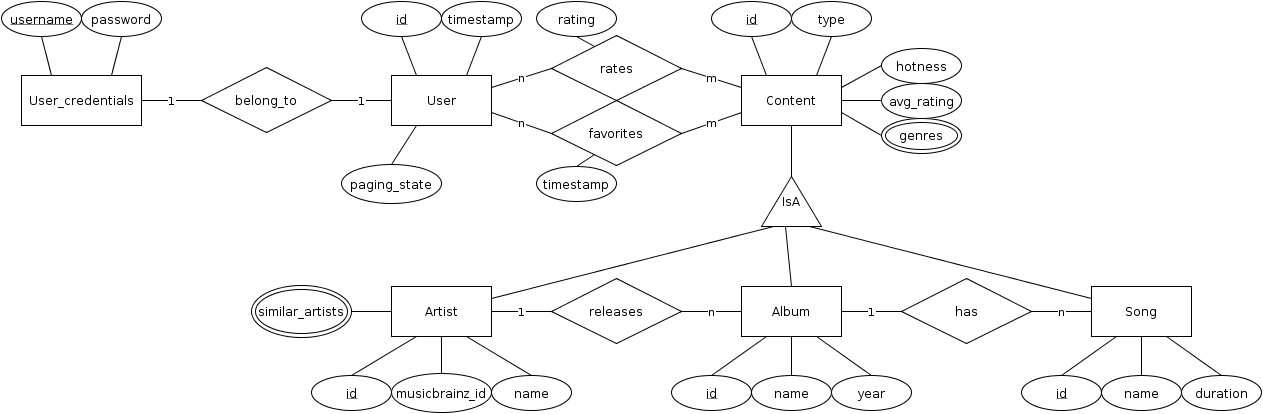 username
password
id
timestamp
rating
id
type
User_credentials
1
belong_to
1
User
n
rates
m
n
favorites
m
Content
hotness
avg_rating
genres
paging_state
timestamp
IsA
similar_artists
Artist
1
releases
n
Album
1
has
n
Song
id
musicbrainz_id
name
id
name
year
id
name
duration